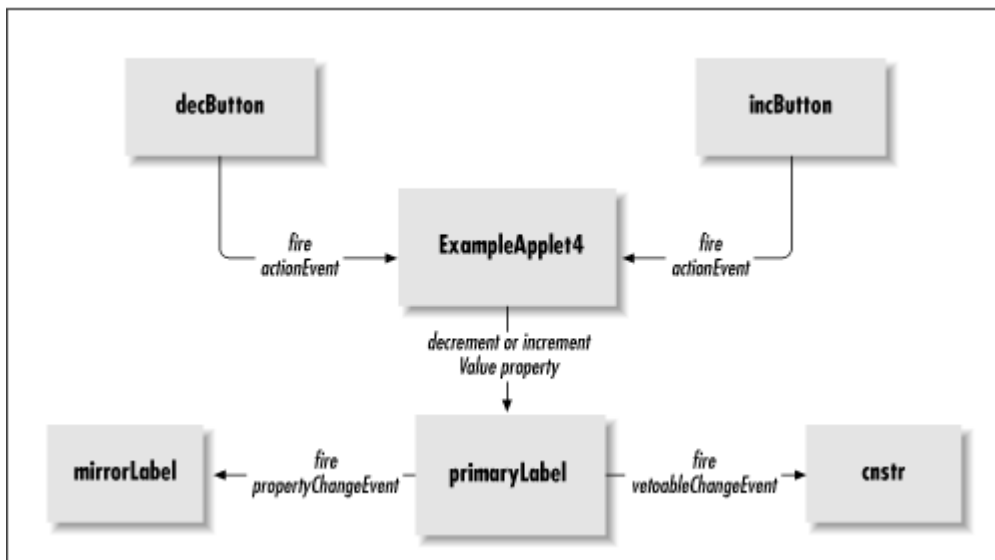 decButton
incButton
ExampleApplet4
fire
actionEvent
fire
actionEvent
decrement or increment
Value property
mirrorLabel
fire
propertyChangeEvent
primaryLabel
fire
vetoableChangeEvent
cnstr